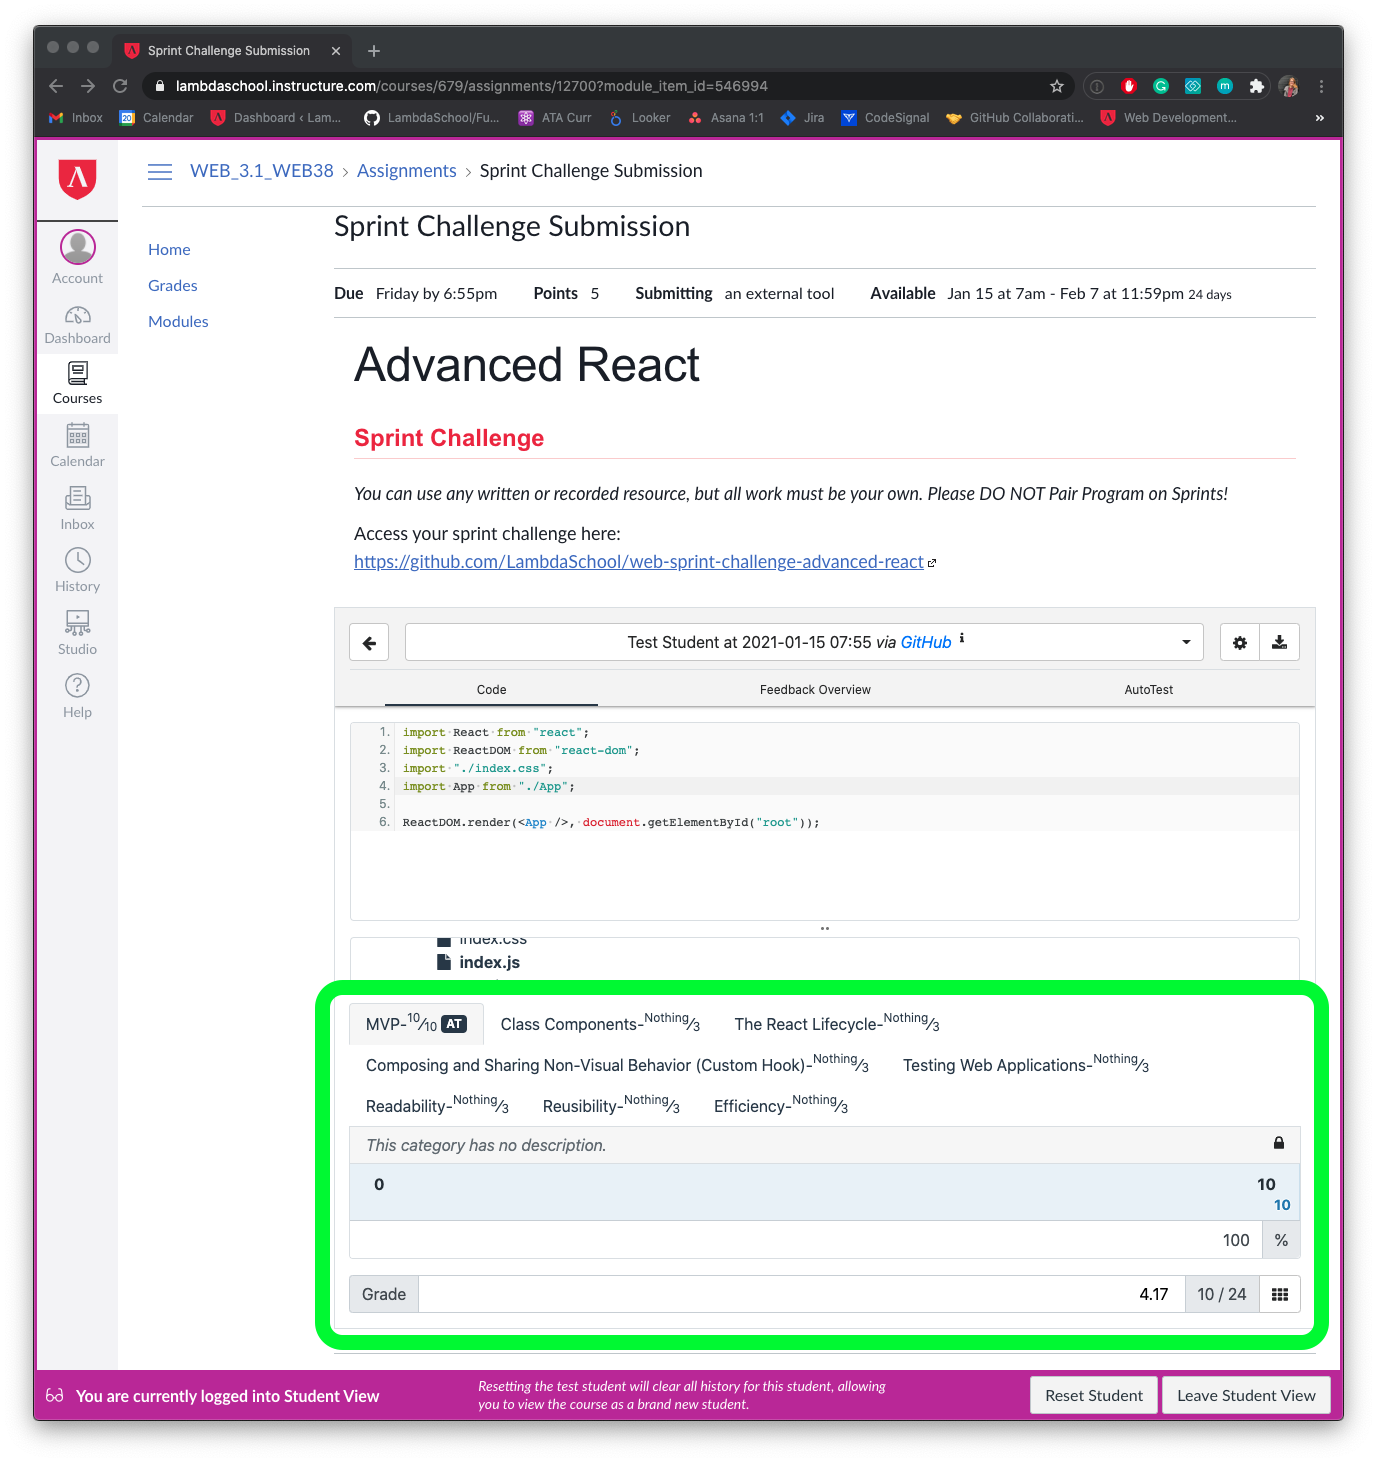 Sprint Challenge Submission
lambdaschool.instructure.com/courses/679/assignments/12700?module_item_id=546994
Inbox
20
Calendar
Dashboard ‹ Lam...
LambdaSchool/Fu...
ATA Curr
Looker
Asana 1:1
Jira
CodeSignal
GitHub Collaborati...
Web Development...
»
WEB_3.1_WEB38 › Assignments › Sprint Challenge Submission
Account
Dashboard
Courses
Calendar
Inbox
History
Studio
Help
Home
Grades
Modules
Sprint Challenge Submission
Due Friday by 6:55pm Points 5 Submitting an external tool Available Jan 15 at 7am - Feb 7 at 11:59pm 24 days
Advanced React
Sprint Challenge
You can use any written or recorded resource, but all work must be your own. Please DO NOT Pair Program on Sprints!
Access your sprint challenge here:
https://github.com/LambdaSchool/web-sprint-challenge-advanced-react
Test Student at 2021-01-15 07:55 via GitHub i
Code Feedback Overview AutoTest
1. import·React·from·"react";
2. import·ReactDOM·from·"react-dom";
3. import·"./index.css";
4. import·App·from·"./App";
5.
6. ReactDOM.render(<App·/>,·document.getElementById("root"));
index.css
index.js
MVP-10/10 AT Class Components-Nothing/3 The React Lifecycle-Nothing/3
Composing and Sharing Non-Visual Behavior (Custom Hook)-Nothing/3 Testing Web Applications-Nothing/3
Readability-Nothing/3 Reusibility-Nothing/3 Efficiency-Nothing/3
This category has no description.
0 10
10
100 %
Grade 4.17 10 / 24
You are currently logged into Student View
Resetting the test student will clear all history for this student, allowing
you to view the course as a brand new student.
Reset Student
Leave Student View